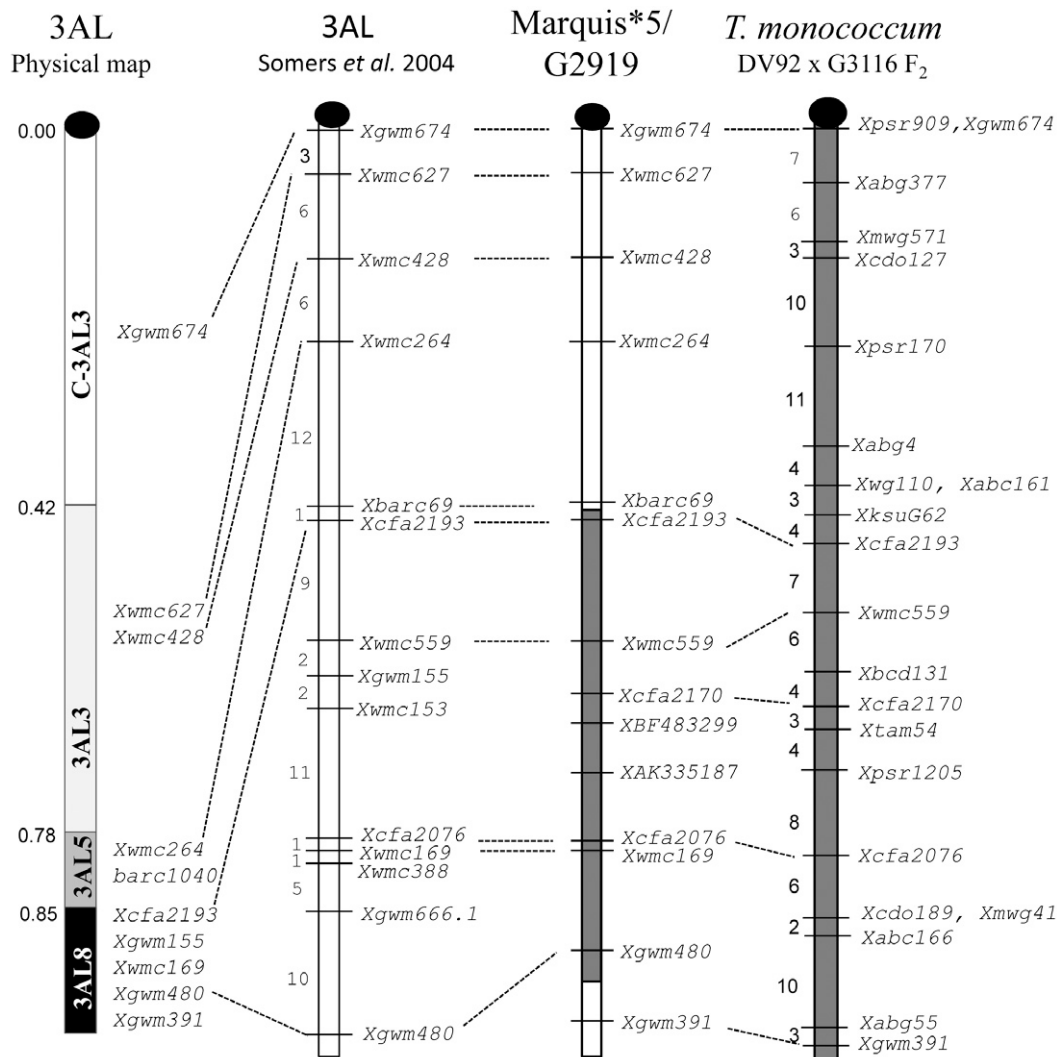 3AL
Physical map
0.00
C-3AL3
Xgwm674
0.42
3AL3
Xwmc627
Xwmc428
0.78
3AL5
Xwmc264
barc1040
0.85
3AL8
Xcfa2193
Xgwm155
Xwmc169
Xgwm480
Xgwm391
3AL
Somers et al. 2004
Xgwm674
3
Xwmc627
6
Xwmc428
6
Xwmc264
12
Xbarc69
1
Xcfa2193
9
Xwmc559
2
Xgwm155
2
Xwmc153
11
Xcfa2076
1
Xwmc169
1
Xwmc388
5
Xgwm666.1
10
Xgwm480
Marquis*5/
G2919
Xgwm674
Xwmc627
Xwmc428
Xwmc264
Xbarc69
Xcfa2193
Xwmc559
Xcfa2170
XBF483299
XAK335187
Xcfa2076
Xwmc169
Xgwm480
Xgwm391
T. monococcum
DV92 x G3116 F2
Xpsr909,Xgwm674
7
Xabg377
6
Xmwg571
3
Xcdo127
10
Xpsr170
11
Xabg4
4
Xwg110, Xabc161
3
XksuG62
4
Xcfa2193
7
Xwmc559
6
Xbcd131
4
Xcfa2170
3
Xtam54
4
Xpsr1205
8
Xcfa2076
6
Xcdo189, Xmwg41
2
Xabc166
10
Xabg55
3
Xgwm391